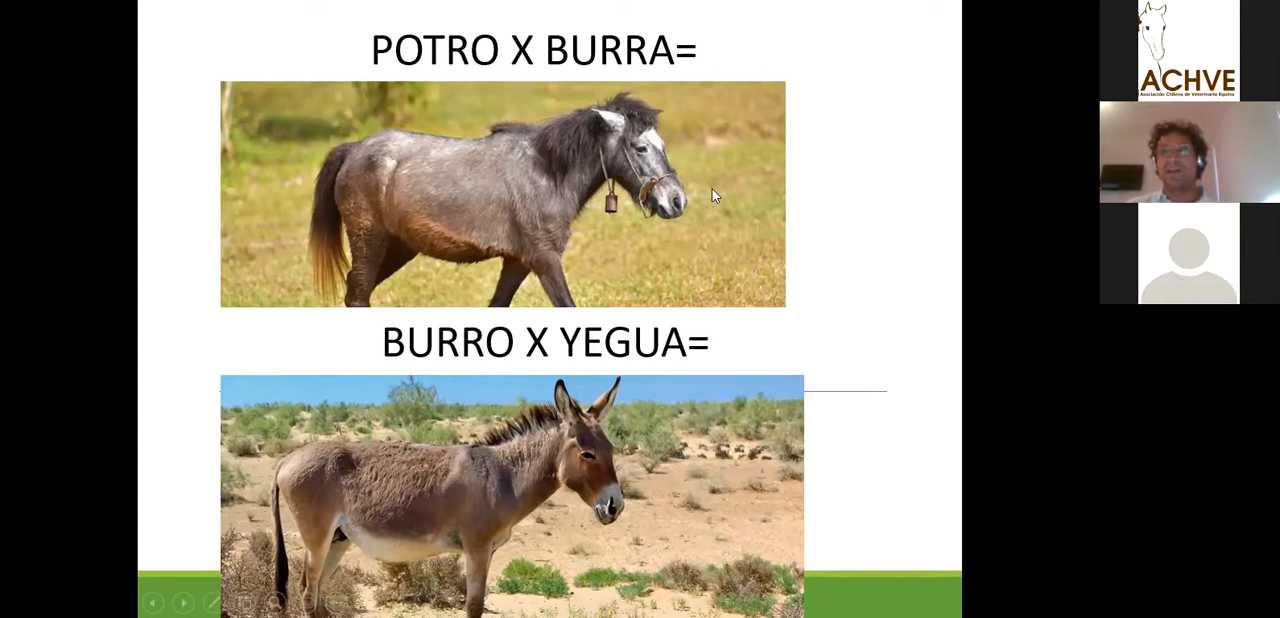 POTRO X BURRA=
BURRO X YEGUA=
ACHVE
Asociación Chilena de Veterinaria Equina